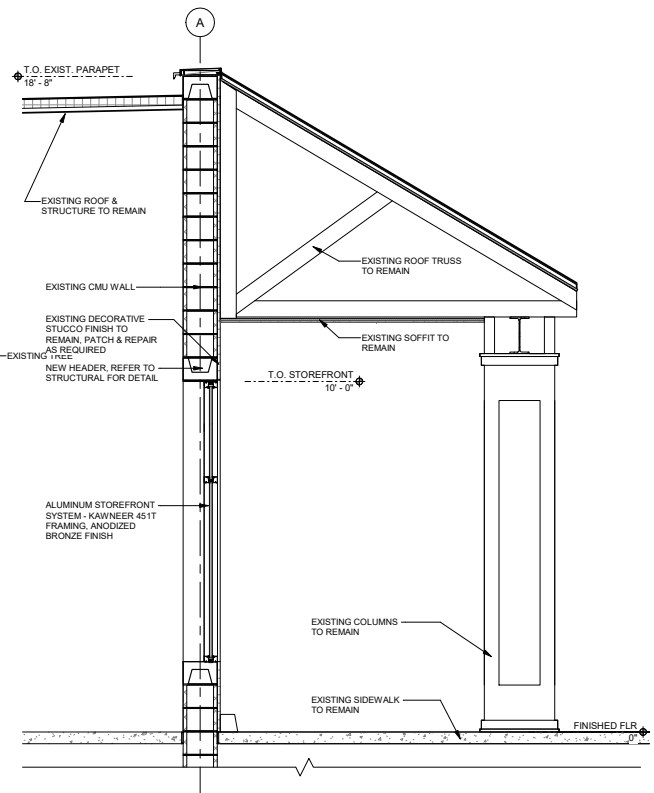 A
T.O. EXIST. PARAPET
18' - 8"
EXISTING ROOF &
STRUCTURE TO REMAIN
EXISTING ROOF TRUSS
TO REMAIN
EXISTING CMU WALL
EXISTING DECORATIVE
STUCCO FINISH TO
REMAIN, PATCH & REPAIR
AS REQUIRED
EXISTING SOFFIT TO
REMAIN
EXISTING TREE
NEW HEADER, REFER TO
STRUCTURAL FOR DETAIL
T.O. STOREFRONT
10' - 0"
ALUMINUM STOREFRONT
SYSTEM - KAWNEER 451T
FRAMING, ANODIZED
BRONZE FINISH
EXISTING COLUMNS
TO REMAIN
EXISTING SIDEWALK
TO REMAIN
FINISHED FLR
0"